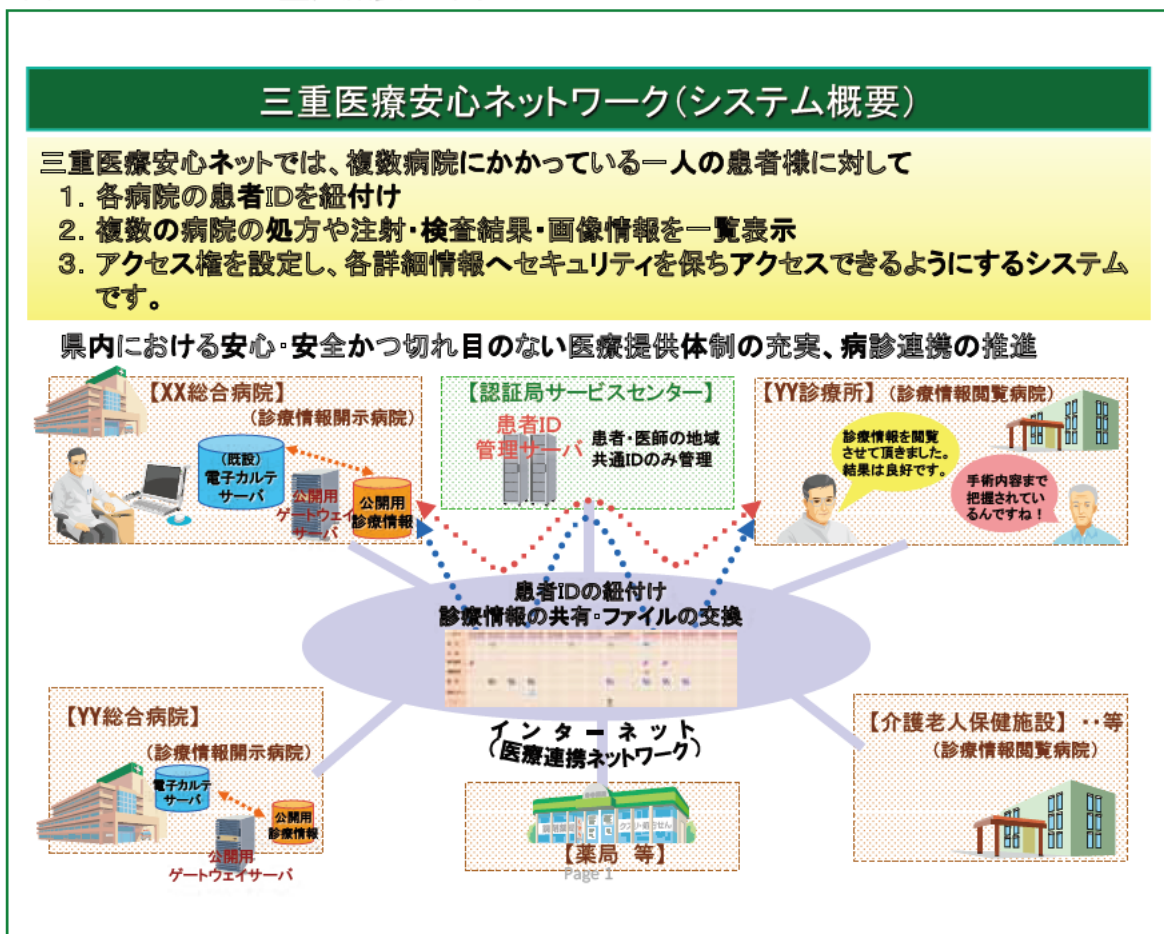 三重医療安心ネットワーク(システム概要)
三重医療安心ネットでは、複数病院にかかっている一人の患者様に対して
1. 各病院の患者IDを紐付け
2. 複数の病院の処方や注射・検査結果・画像情報を一覧表示
3. アクセス権を設定し、各詳細情報へセキュリティを保ちアクセスできるようにするシステム
です。
県内における安心・安全かつ切れ目のない医療提供体制の充実、病診連携の推進
【XX総合病院】
(診療情報開示病院)
(既設)
電子カルテ
サーバ
公開用
ゲートウェイ
サーバ
公開用
診療情報
【認証局サービスセンター】
患者ID
管理サーバ
患者・医師の地域
共通IDのみ管理
【YY診療所】(診療情報閲覧病院)
診療情報を閲覧
させて頂きました。
結果は良好です。
手術内容まで
把握されてい
るんですね!
患者IDの紐付け
診療情報の共有・ファイルの交換
インターネット
(医療連携ネットワーク)
【YY総合病院】
(診療情報開示病院)
電子カルテ
サーバ
公開用
診療情報
公開用
ゲートウェイサーバ
【薬局 等】
Page 1
【介護老人保健施設】・・等
(診療情報閲覧病院)